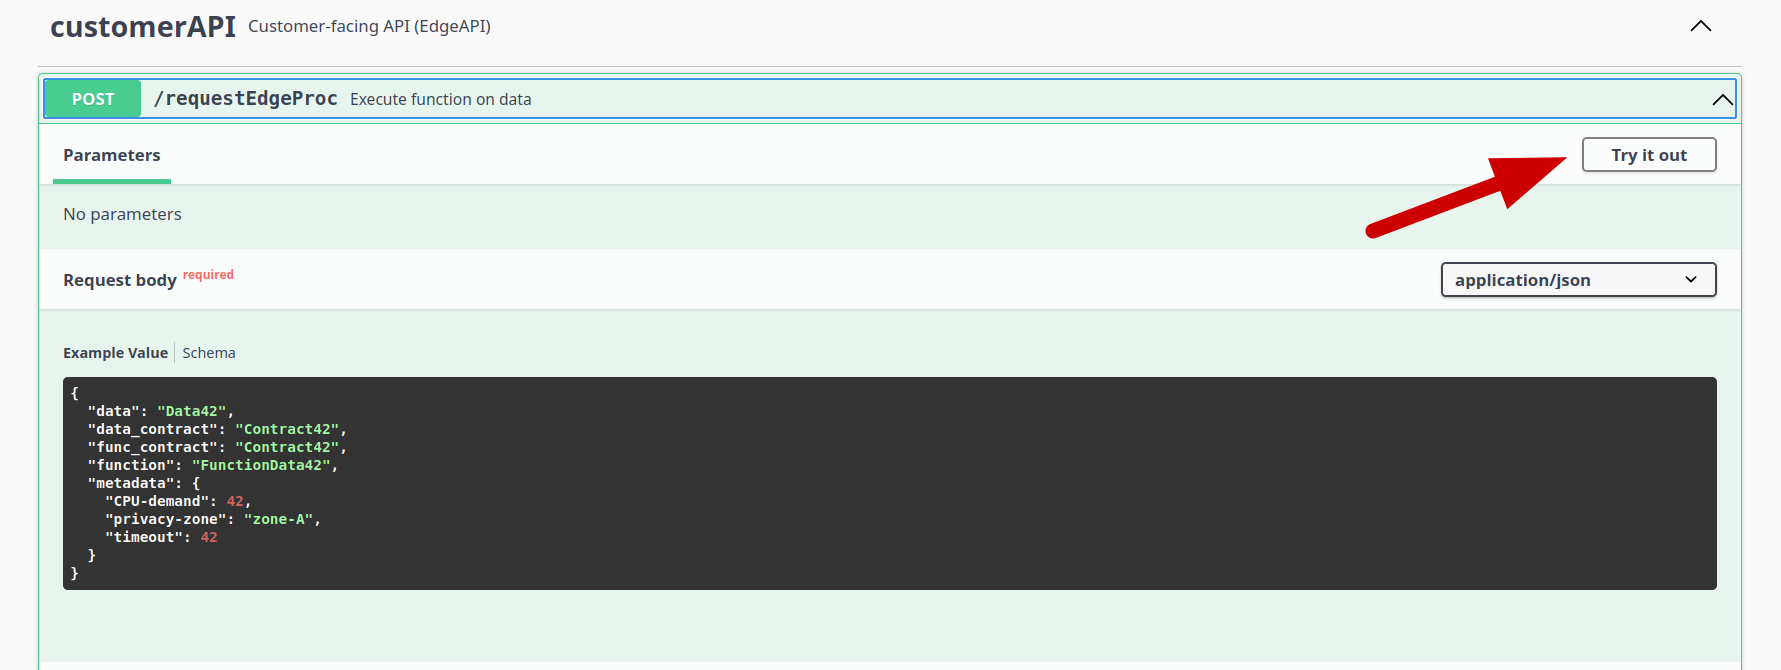 customerAPI Customer-facing API (EdgeAPI)
POST /requestEdgeProc Execute function on data
Parameters Try it out
No parameters
Request body required application/json
Example Value Schema
{
  "data": "Data42",
  "data_contract": "Contract42",
  "func_contract": "Contract42",
  "function": "FunctionData42",
  "metadata": {
    "CPU-demand": 42,
    "privacy-zone": "zone-A",
    "timeout": 42
  }
}